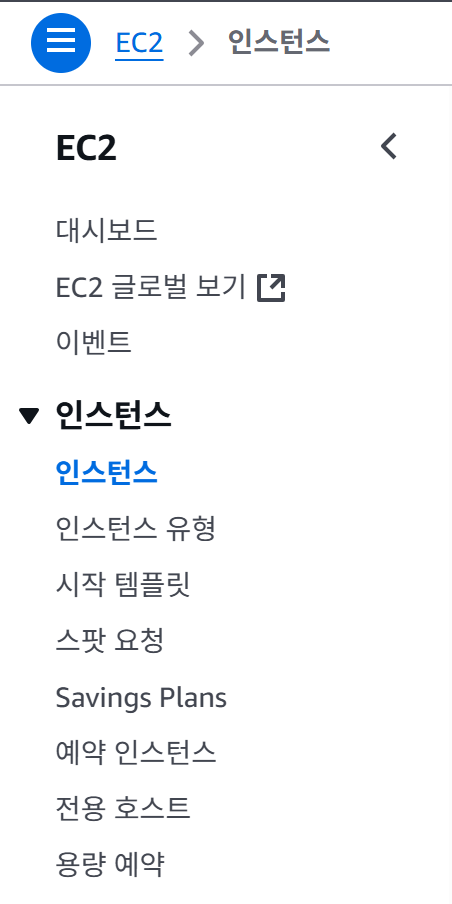 EC2 > 인스턴스
EC2
대시보드
EC2 글로벌 보기
이벤트
인스턴스
인스턴스
인스턴스 유형
시작 템플릿
스팟 요청
Savings Plans
예약 인스턴스
전용 호스트
용량 예약